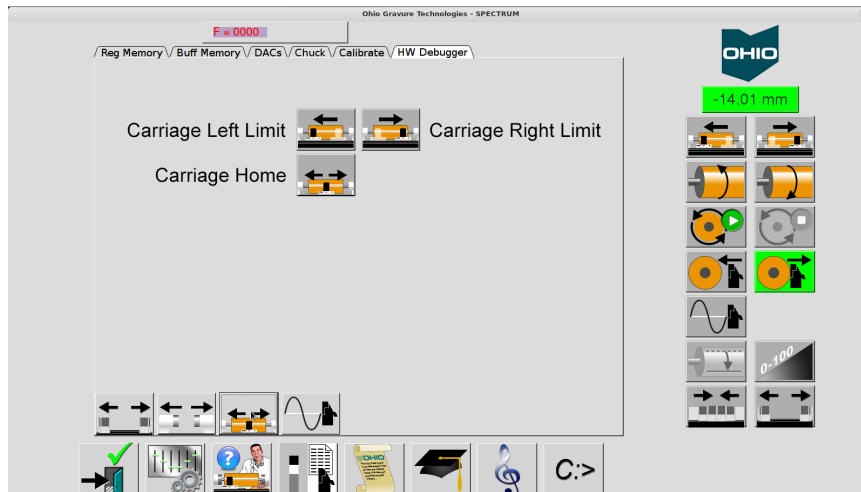 Ohio Gravure Technologies - SPECTRUM
F = 0000
Reg Memory Buff Memory DACs Chuck Calibrate HW Debugger
OHIO
-14.01 mm
Carriage Left Limit Carriage Right Limit
Carriage Home
0-100
?
OHIO
C:>